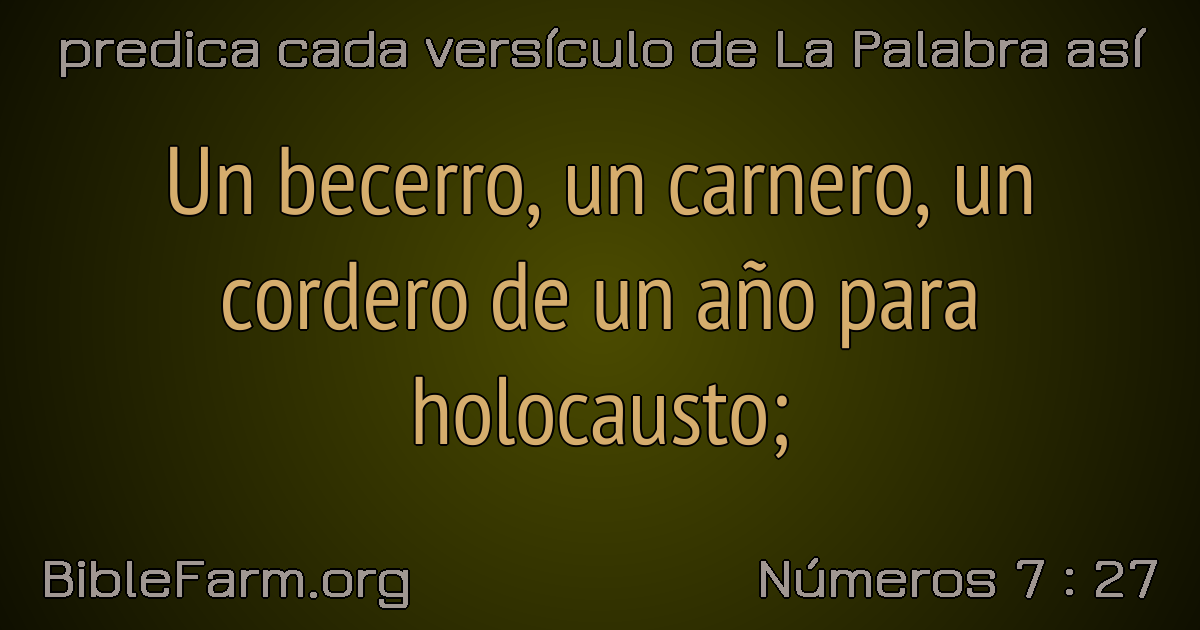 predica cada versículo de La Palabra así
Un becerro, un carnero, un
cordero de un año para
holocausto;
BibleFarm.org
Números 7 : 27